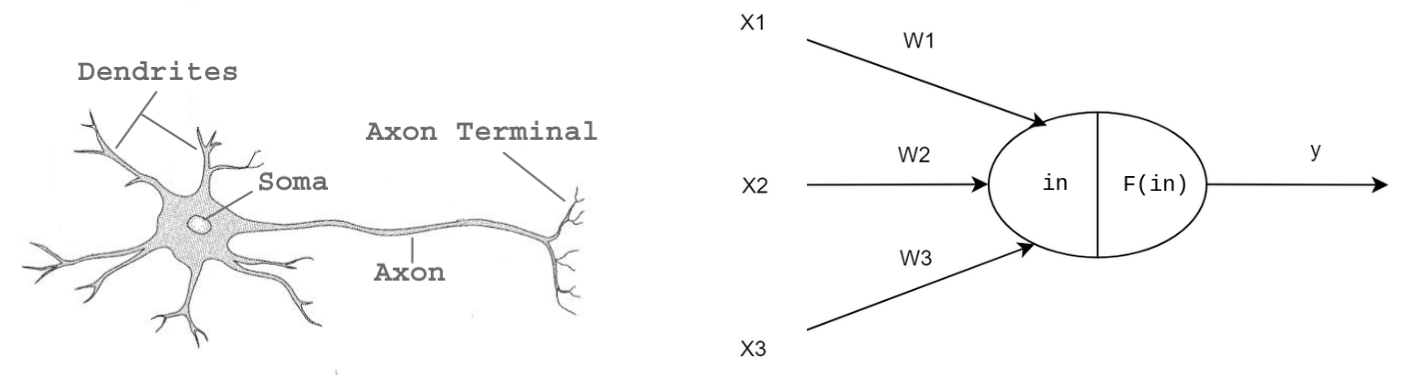 Dendrites
Axon Terminal
Soma
Axon
X1
W1
W2
X2
in
F(in)
y
W3
X3